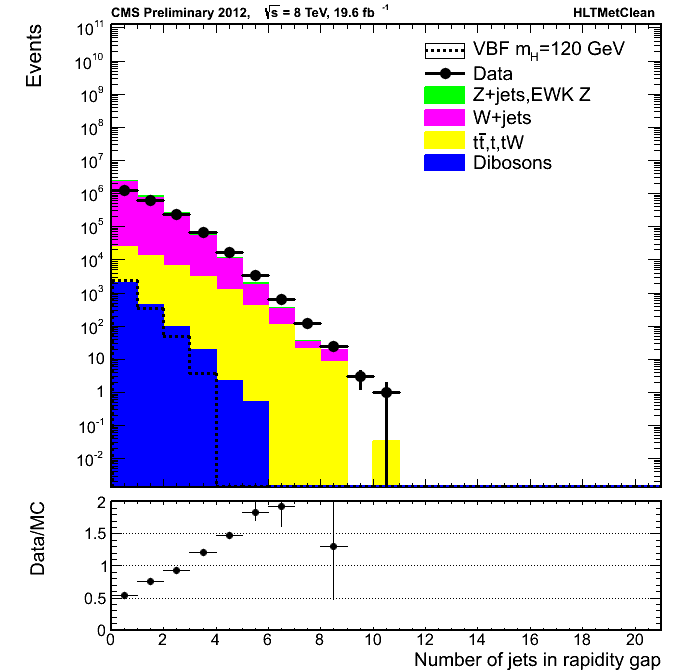 CMS Preliminary 2012, √s = 8 TeV, 19.6 fb⁻¹ HLTMetClean
Events
10¹¹
10¹⁰
10⁹
10⁸
10⁷
10⁶
10⁵
10⁴
10³
10²
10
1
10⁻¹
10⁻²
VBF m_H=120 GeV
Data
Z+jets,EWK Z
W+jets
tt̄,t,tW
Dibosons
Data/MC
2
1.5
1
0.5
0
0 2 4 6 8 10 12 14 16 18 20
Number of jets in rapidity gap